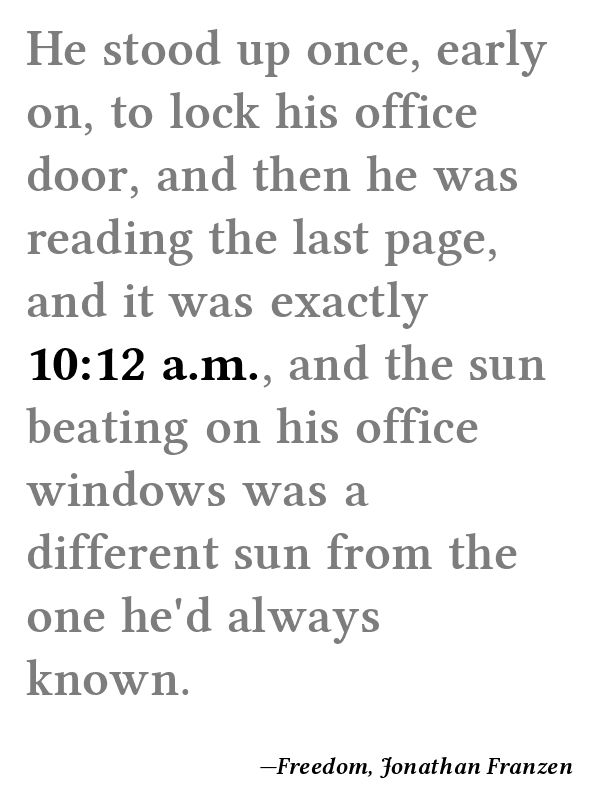 He stood up once, early
on, to lock his office
door, and then he was
reading the last page,
and it was exactly
10:12 a.m., and the sun
beating on his office
windows was a
different sun from the
one he'd always
known.
—Freedom, Jonathan Franzen